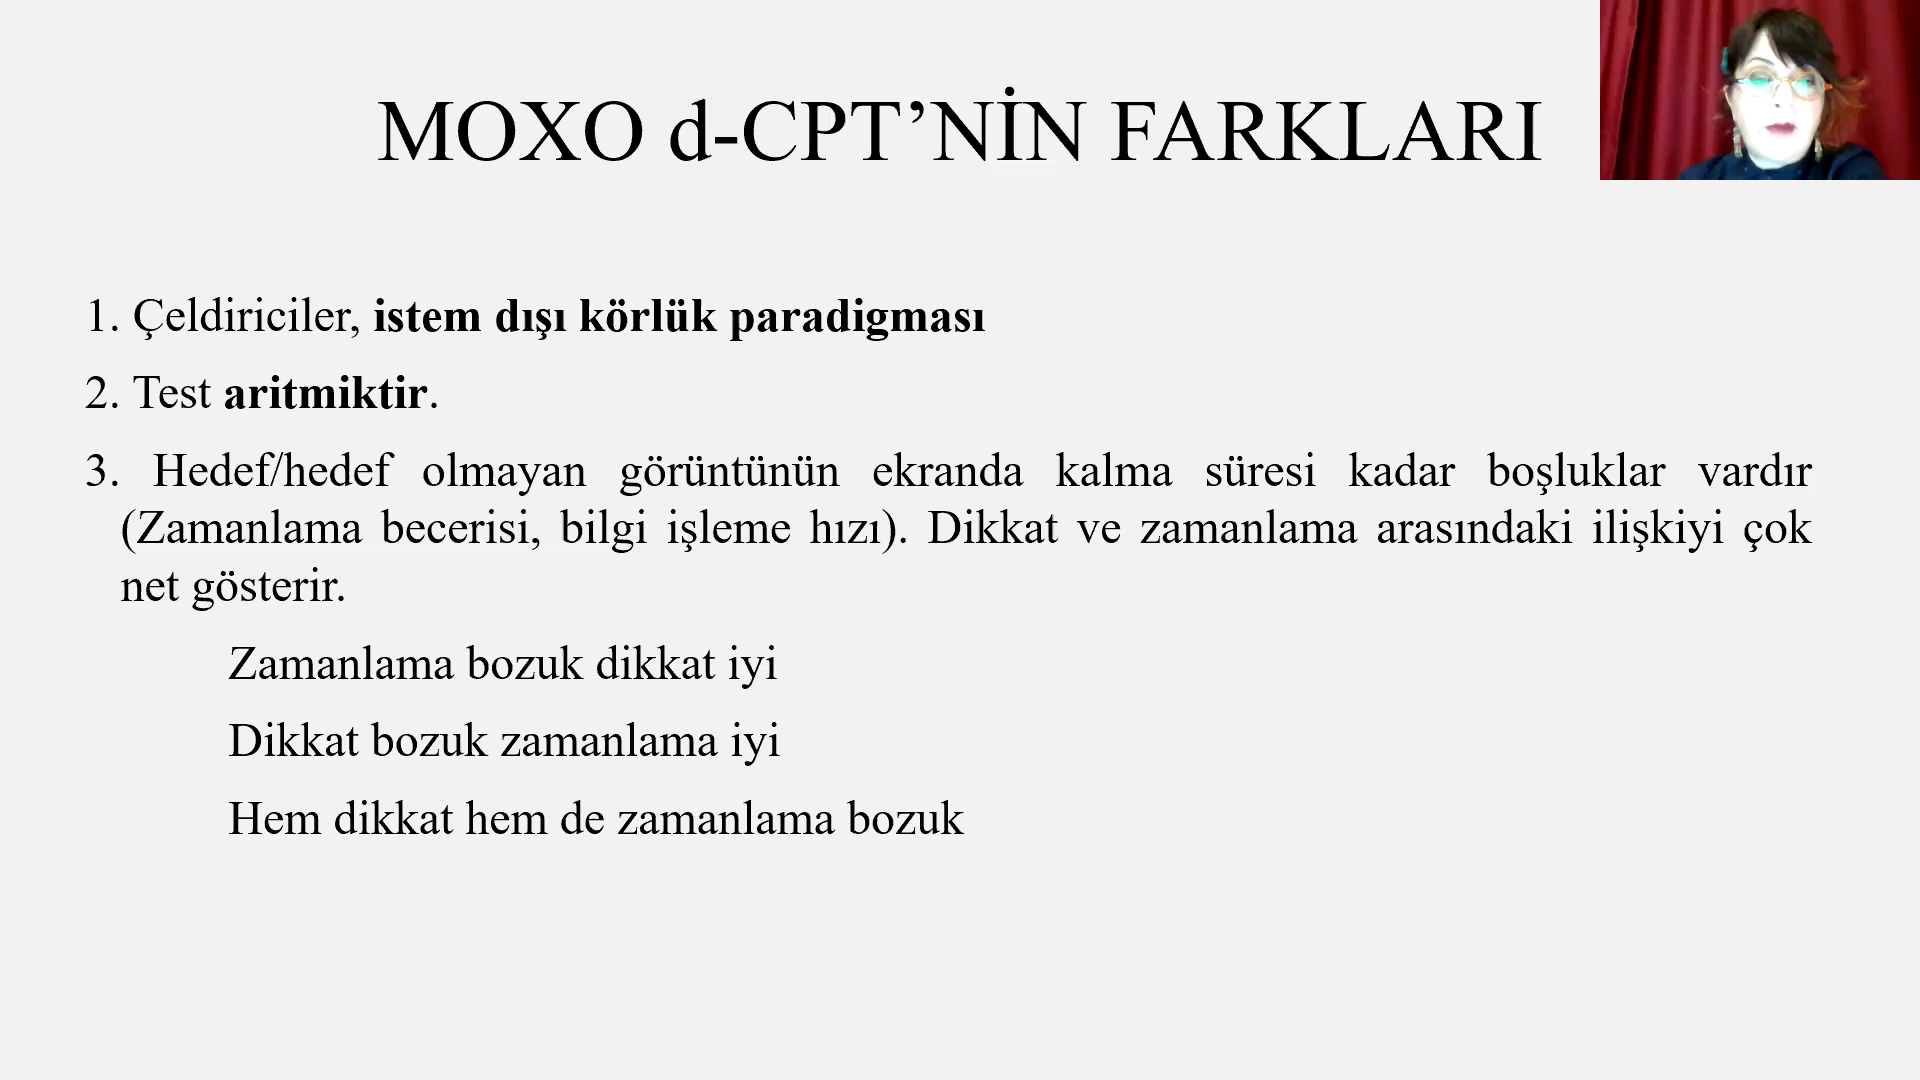 MOXO d-CPT’NİN FARKLARI
1. Çeldiriciler, istem dışı körlük paradigması
2. Test aritmiktir.
3. Hedef/hedef olmayan görüntünün ekranda kalma süresi kadar boşluklar vardır
(Zamanlama becerisi, bilgi işleme hızı). Dikkat ve zamanlama arasındaki ilişkiyi çok
net gösterir.
Zamanlama bozuk dikkat iyi
Dikkat bozuk zamanlama iyi
Hem dikkat hem de zamanlama bozuk